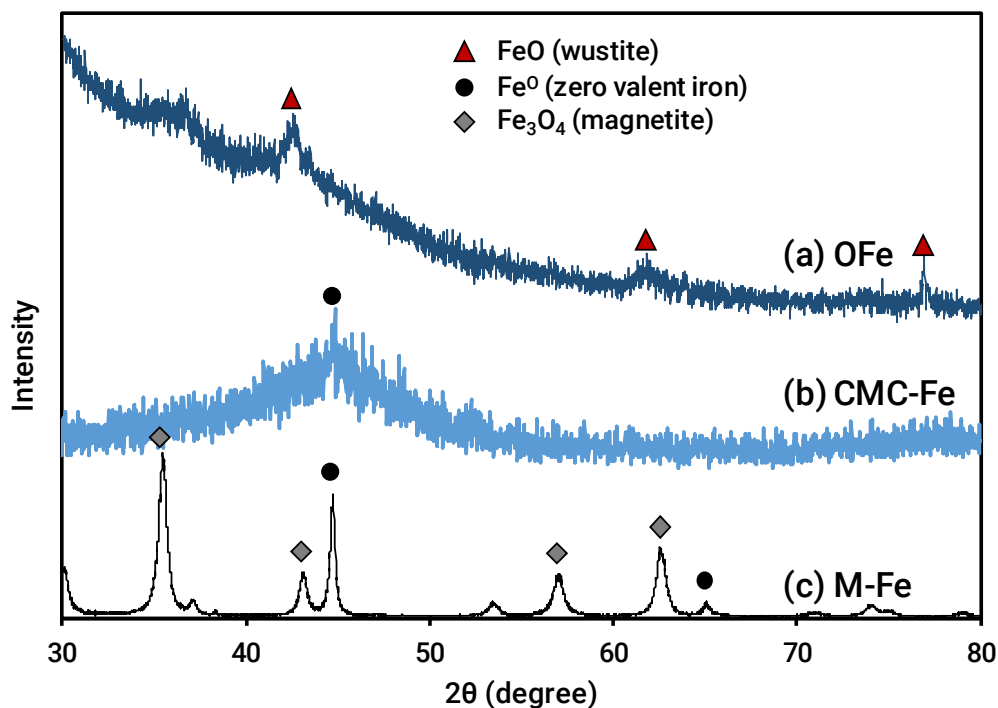 FeO (wustite)
Fe⁰ (zero valent iron)
Fe₃O₄ (magnetite)
(a) OFe
(b) CMC-Fe
(c) M-Fe
Intensity
30 40 50 60 70 80
2θ (degree)